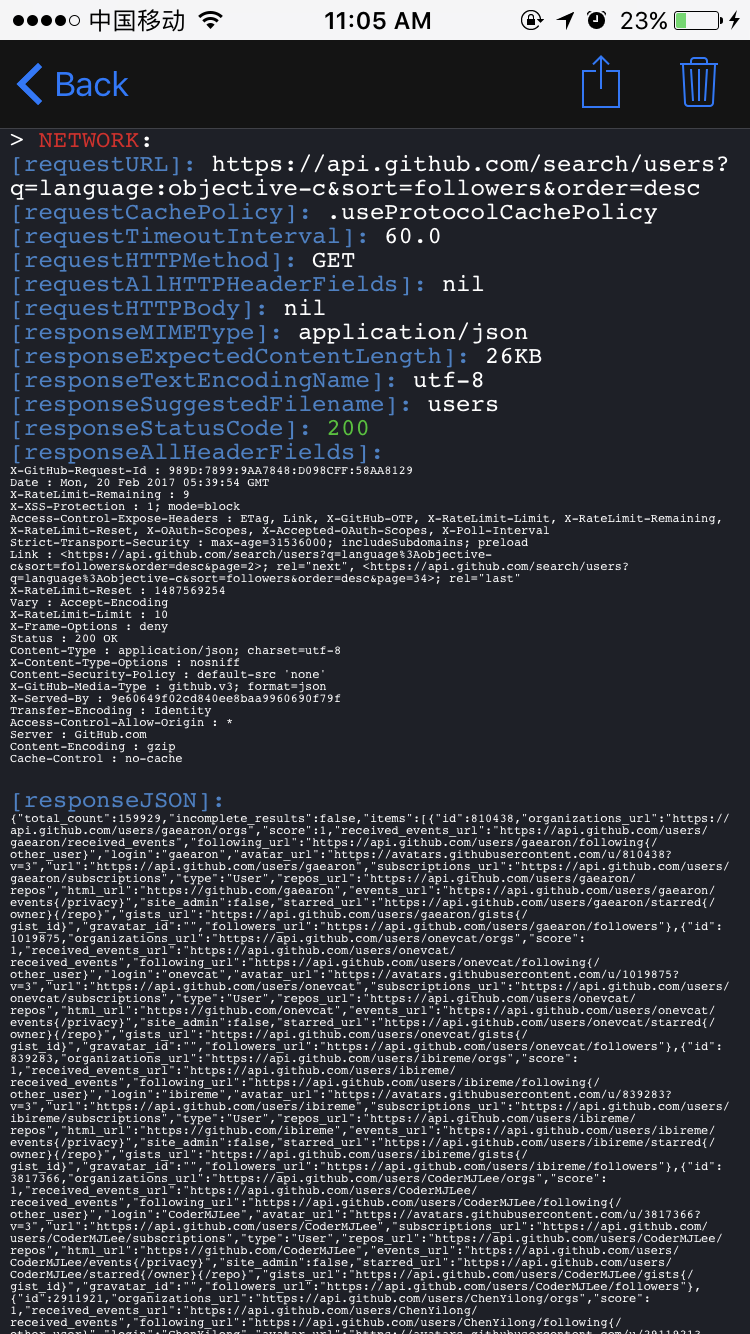 中国移动 11:05 AM 23%
Back
> NETWORK:
[requestURL]: https://api.github.com/search/users?
q=language:objective-c&sort=followers&order=desc
[requestCachePolicy]: .useProtocolCachePolicy
[requestTimeoutInterval]: 60.0
[requestHTTPMethod]: GET
[requestAllHTTPHeaderFields]: nil
[requestHTTPBody]: nil
[responseMIMEType]: application/json
[responseExpectedContentLength]: 26KB
[responseTextEncodingName]: utf-8
[responseSuggestedFilename]: users
[responseStatusCode]: 200
[responseAllHeaderFields]:
X-GitHub-Request-Id : 989D:7899:9AA7848:D098CFF:58AA8129
Date : Mon, 20 Feb 2017 05:39:54 GMT
X-RateLimit-Remaining : 9
X-XSS-Protection : 1; mode=block
Access-Control-Expose-Headers : ETag, Link, X-GitHub-OTP, X-RateLimit-Limit, X-RateLimit-Remaining,
X-RateLimit-Reset, X-OAuth-Scopes, X-Accepted-OAuth-Scopes, X-Poll-Interval
Strict-Transport-Security : max-age=31536000; includeSubdomains; preload
Link : <https://api.github.com/search/users?q=language%3Aobjective-
c&sort=followers&order=desc&page=2>; rel="next", <https://api.github.com/search/users?
q=language%3Aobjective-c&sort=followers&order=desc&page=34>; rel="last"
X-RateLimit-Reset : 1487569254
Vary : Accept-Encoding
X-RateLimit-Limit : 10
X-Frame-Options : deny
Status : 200 OK
Content-Type : application/json; charset=utf-8
X-Content-Type-Options : nosniff
Content-Security-Policy : default-src 'none'
X-GitHub-Media-Type : github.v3; format=json
X-Served-By : 9e60649f02cd840ee8baa9960690f79f
Transfer-Encoding : Identity
Access-Control-Allow-Origin : *
Server : GitHub.com
Content-Encoding : gzip
Cache-Control : no-cache
[responseJSON]:
{"total_count":159929,"incomplete_results":false,"items":[{"id":810438,"organizations_url":"https://
api.github.com/users/gaearon/orgs","score":1,"received_events_url":"https://api.github.com/users/
gaearon/received_events","following_url":"https://api.github.com/users/gaearon/following{/
other_user}","login":"gaearon","avatar_url":"https://avatars.githubusercontent.com/u/810438?
v=3","url":"https://api.github.com/users/gaearon","subscriptions_url":"https://api.github.com/users/
gaearon/subscriptions","type":"User","repos_url":"https://api.github.com/users/gaearon/
repos","html_url":"https://github.com/gaearon","events_url":"https://api.github.com/users/gaearon/
events{/privacy}","site_admin":false,"starred_url":"https://api.github.com/users/gaearon/starred{/
owner}{/repo}","gists_url":"https://api.github.com/users/gaearon/gists{/
gist_id}","gravatar_id":"","followers_url":"https://api.github.com/users/gaearon/followers"},{"id":
1019875,"organizations_url":"https://api.github.com/users/onevcat/orgs","score":
1,"received_events_url":"https://api.github.com/users/onevcat/
received_events","following_url":"https://api.github.com/users/onevcat/following{/
other_user}","login":"onevcat","avatar_url":"https://avatars.githubusercontent.com/u/1019875?
v=3","url":"https://api.github.com/users/onevcat","subscriptions_url":"https://api.github.com/users/
onevcat/subscriptions","type":"User","repos_url":"https://api.github.com/users/onevcat/
repos","html_url":"https://github.com/onevcat","events_url":"https://api.github.com/users/onevcat/
events{/privacy}","site_admin":false,"starred_url":"https://api.github.com/users/onevcat/starred{/
owner}{/repo}","gists_url":"https://api.github.com/users/onevcat/gists{/
gist_id}","gravatar_id":"","followers_url":"https://api.github.com/users/onevcat/followers"},{"id":
839283,"organizations_url":"https://api.github.com/users/ibireme/orgs","score":
1,"received_events_url":"https://api.github.com/users/ibireme/
received_events","following_url":"https://api.github.com/users/ibireme/following{/
other_user}","login":"ibireme","avatar_url":"https://avatars.githubusercontent.com/u/839283?
v=3","url":"https://api.github.com/users/ibireme","subscriptions_url":"https://api.github.com/users/
ibireme/subscriptions","type":"User","repos_url":"https://api.github.com/users/ibireme/
repos","html_url":"https://github.com/ibireme","events_url":"https://api.github.com/users/ibireme/
events{/privacy}","site_admin":false,"starred_url":"https://api.github.com/users/ibireme/starred{/
owner}{/repo}","gists_url":"https://api.github.com/users/ibireme/gists{/
gist_id}","gravatar_id":"","followers_url":"https://api.github.com/users/ibireme/followers"},{"id":
3817366,"organizations_url":"https://api.github.com/users/CoderMJLee/orgs","score":
1,"received_events_url":"https://api.github.com/users/CoderMJLee/
received_events","following_url":"https://api.github.com/users/CoderMJLee/following{/
other_user}","login":"CoderMJLee","avatar_url":"https://avatars.githubusercontent.com/u/3817366?
v=3","url":"https://api.github.com/users/CoderMJLee","subscriptions_url":"https://api.github.com/
users/CoderMJLee/subscriptions","type":"User","repos_url":"https://api.github.com/users/CoderMJLee/
repos","html_url":"https://github.com/CoderMJLee","events_url":"https://api.github.com/users/
CoderMJLee/events{/privacy}","site_admin":false,"starred_url":"https://api.github.com/users/
CoderMJLee/starred{/owner}{/repo}","gists_url":"https://api.github.com/users/CoderMJLee/gists{/
gist_id}","gravatar_id":"","followers_url":"https://api.github.com/users/CoderMJLee/followers"},
{"id":2911921,"organizations_url":"https://api.github.com/users/ChenYilong/orgs","score":
1,"received_events_url":"https://api.github.com/users/ChenYilong/
received_events","following_url":"https://api.github.com/users/ChenYilong/following{/